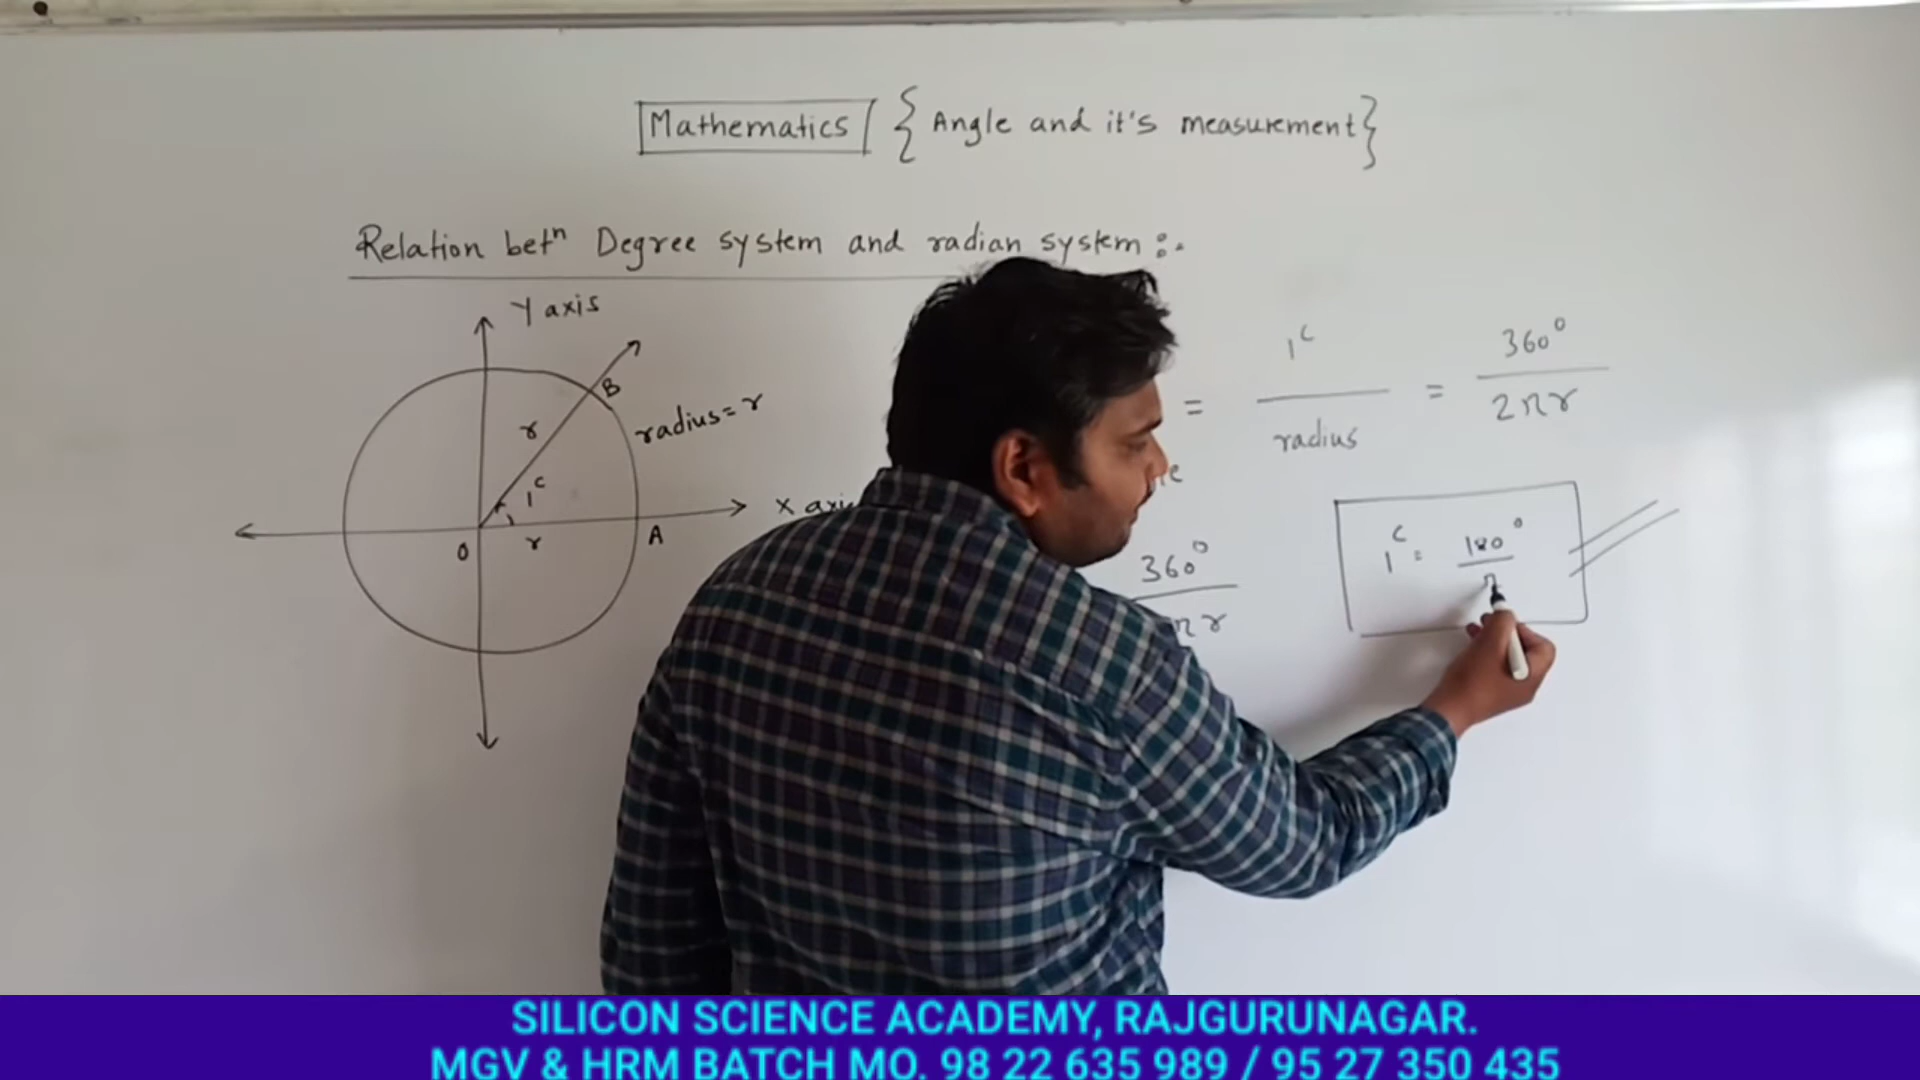 Mathematics { Angle and it's measurement }
Relation betⁿ Degree system and radian system :-
Y axis
B
radius = r
r
1ᶜ
X
O
r
A
= 1ᶜ / radius = 360° / 2πr
360° / πr
1ᶜ = 180° / π
SILICON SCIENCE ACADEMY, RAJGURUNAGAR.
MGV & HRM BATCH MO. 98 22 635 989 / 95 27 350 435